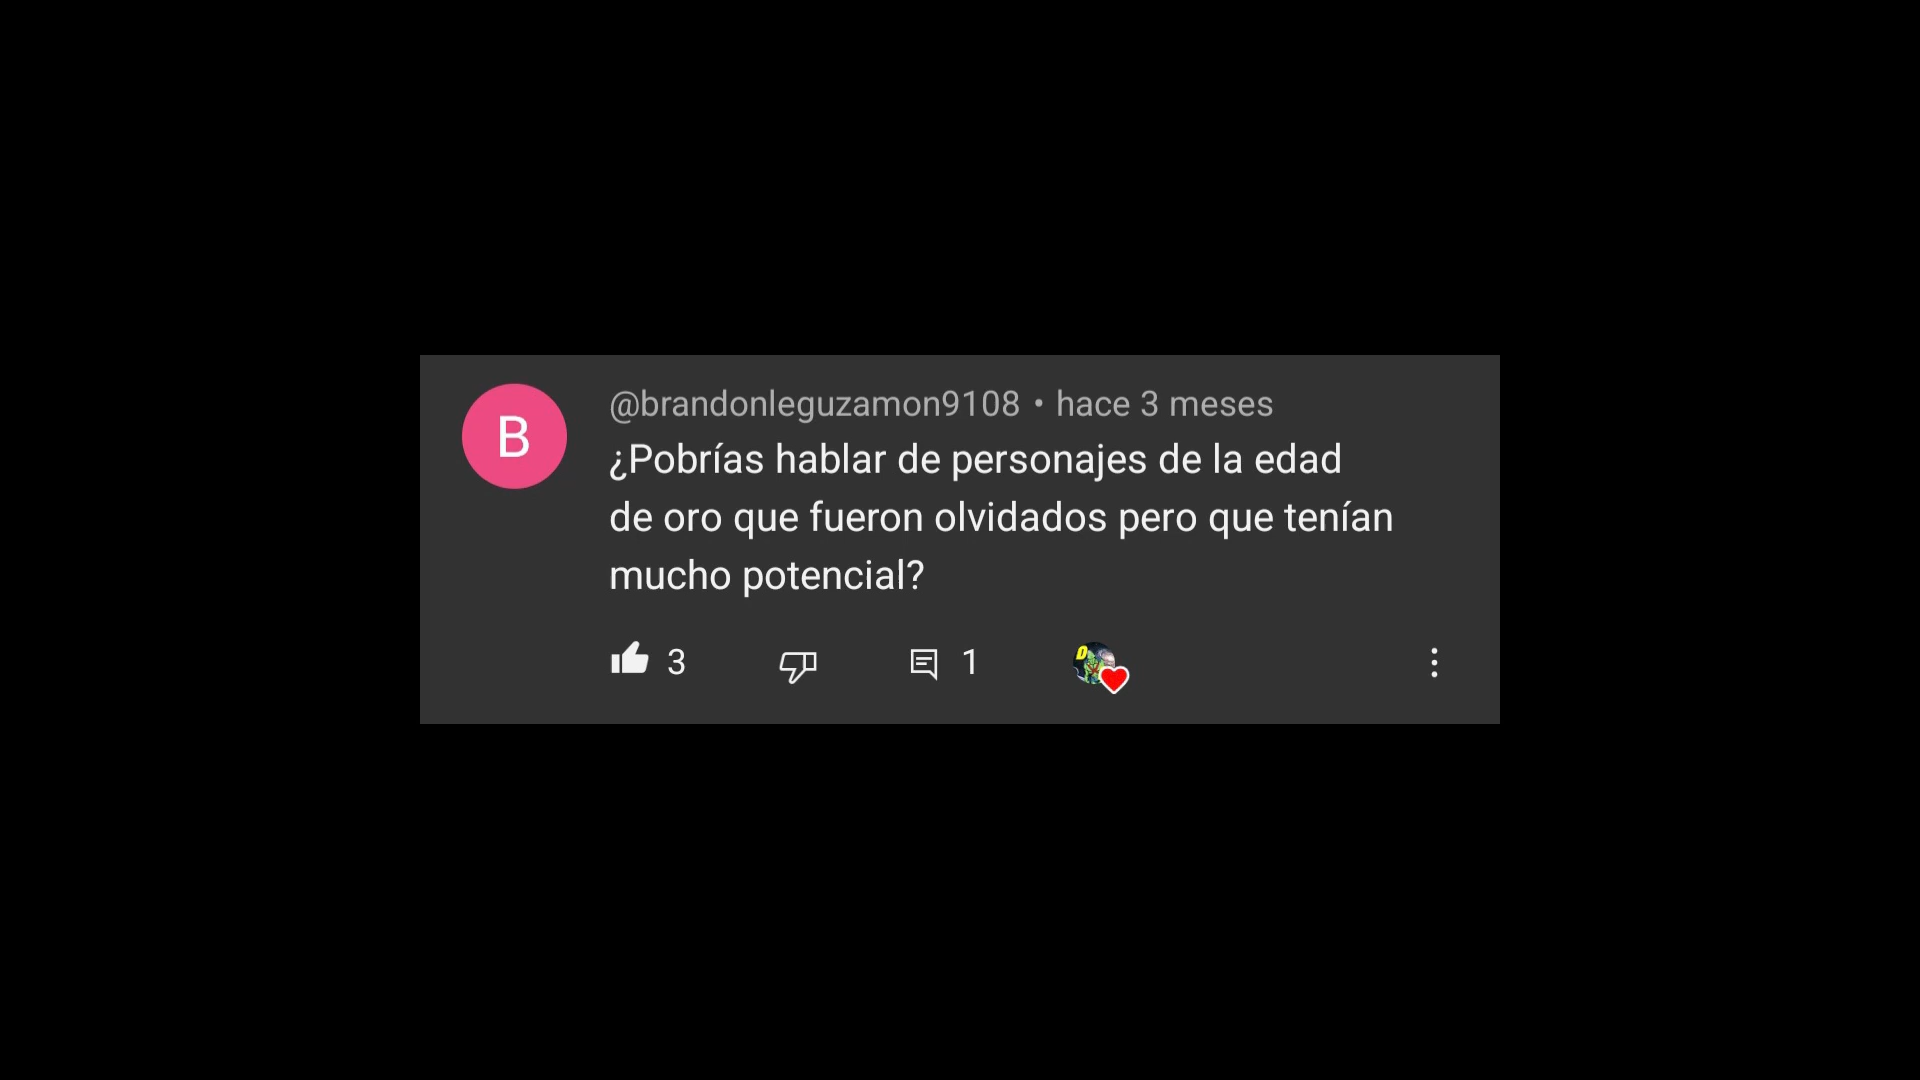 B
@brandonleguzamon9108 • hace 3 meses
¿Pobrías hablar de personajes de la edad
de oro que fueron olvidados pero que tenían
mucho potencial?
3 1
D